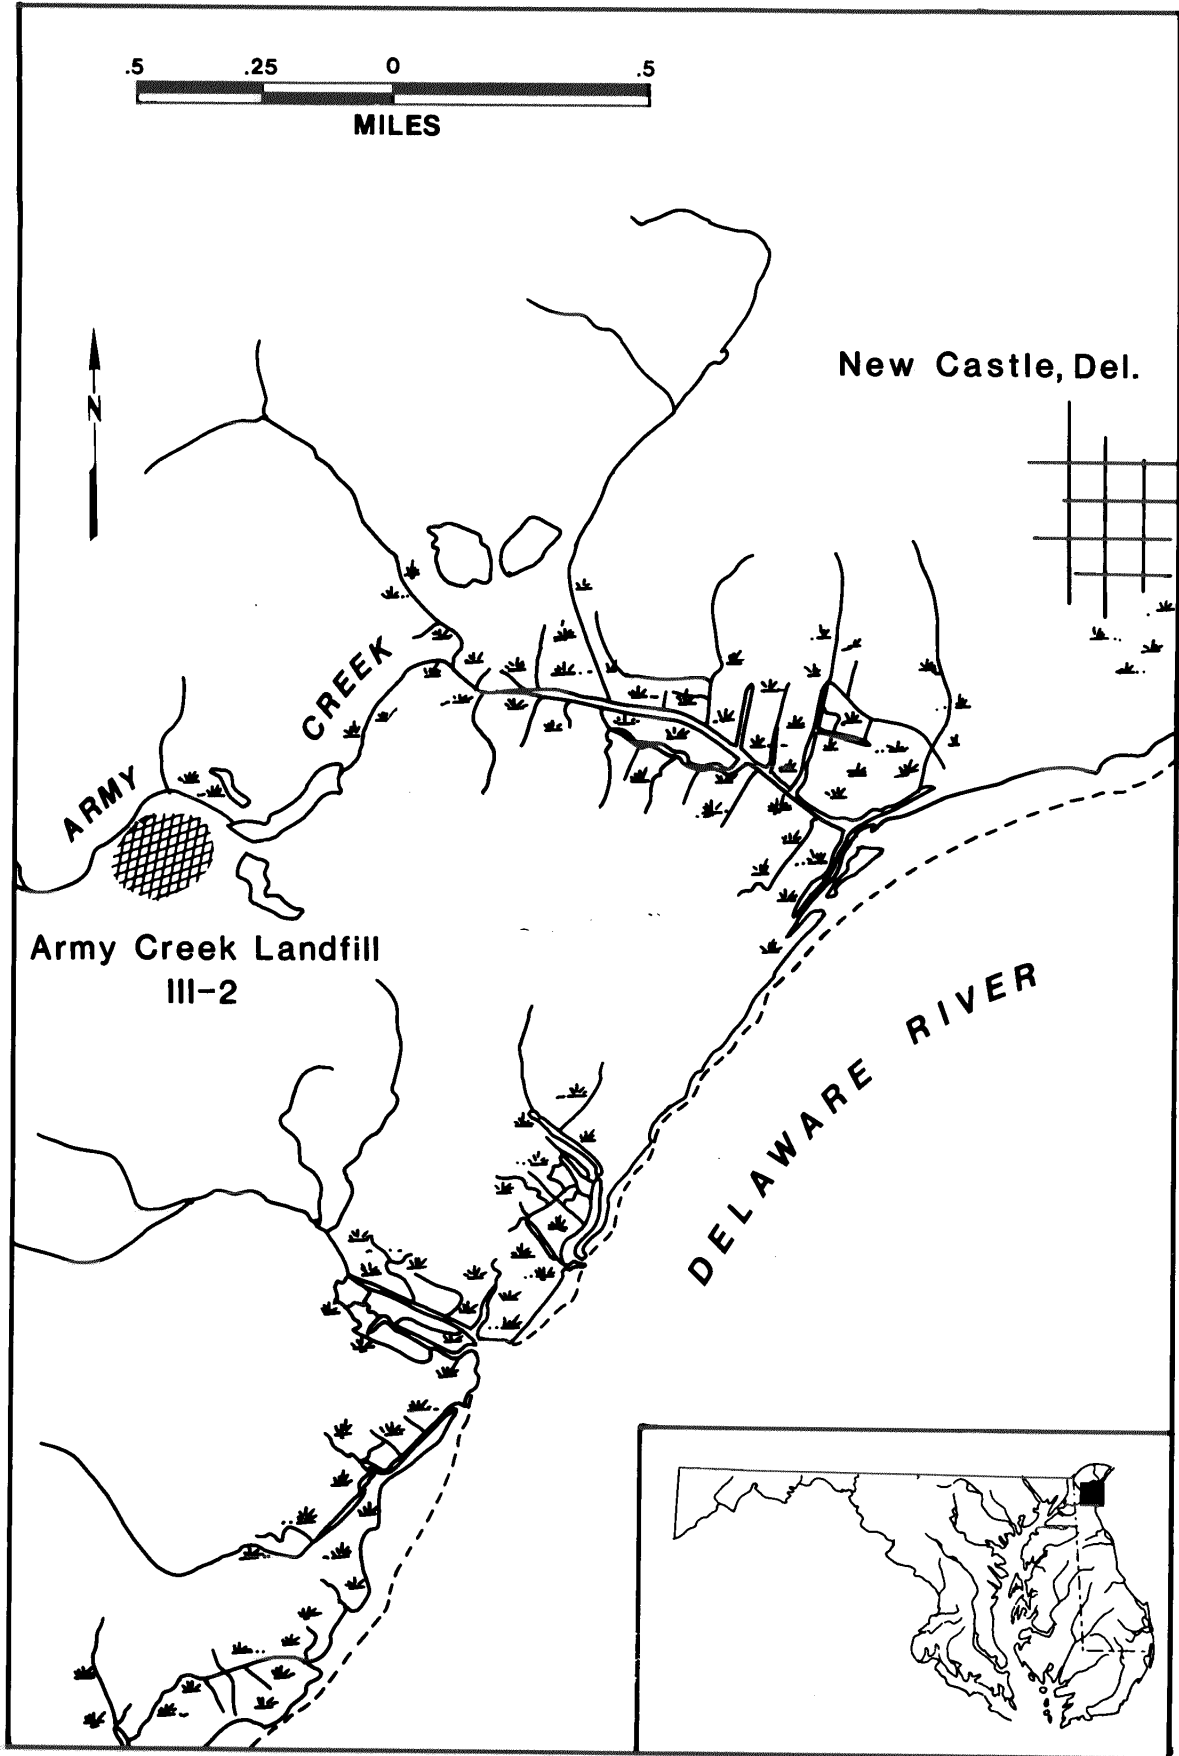 .5 .25 0 .5
MILES
N
New Castle, Del.
ARMY CREEK
Army Creek Landfill
III-2
DELAWARE RIVER